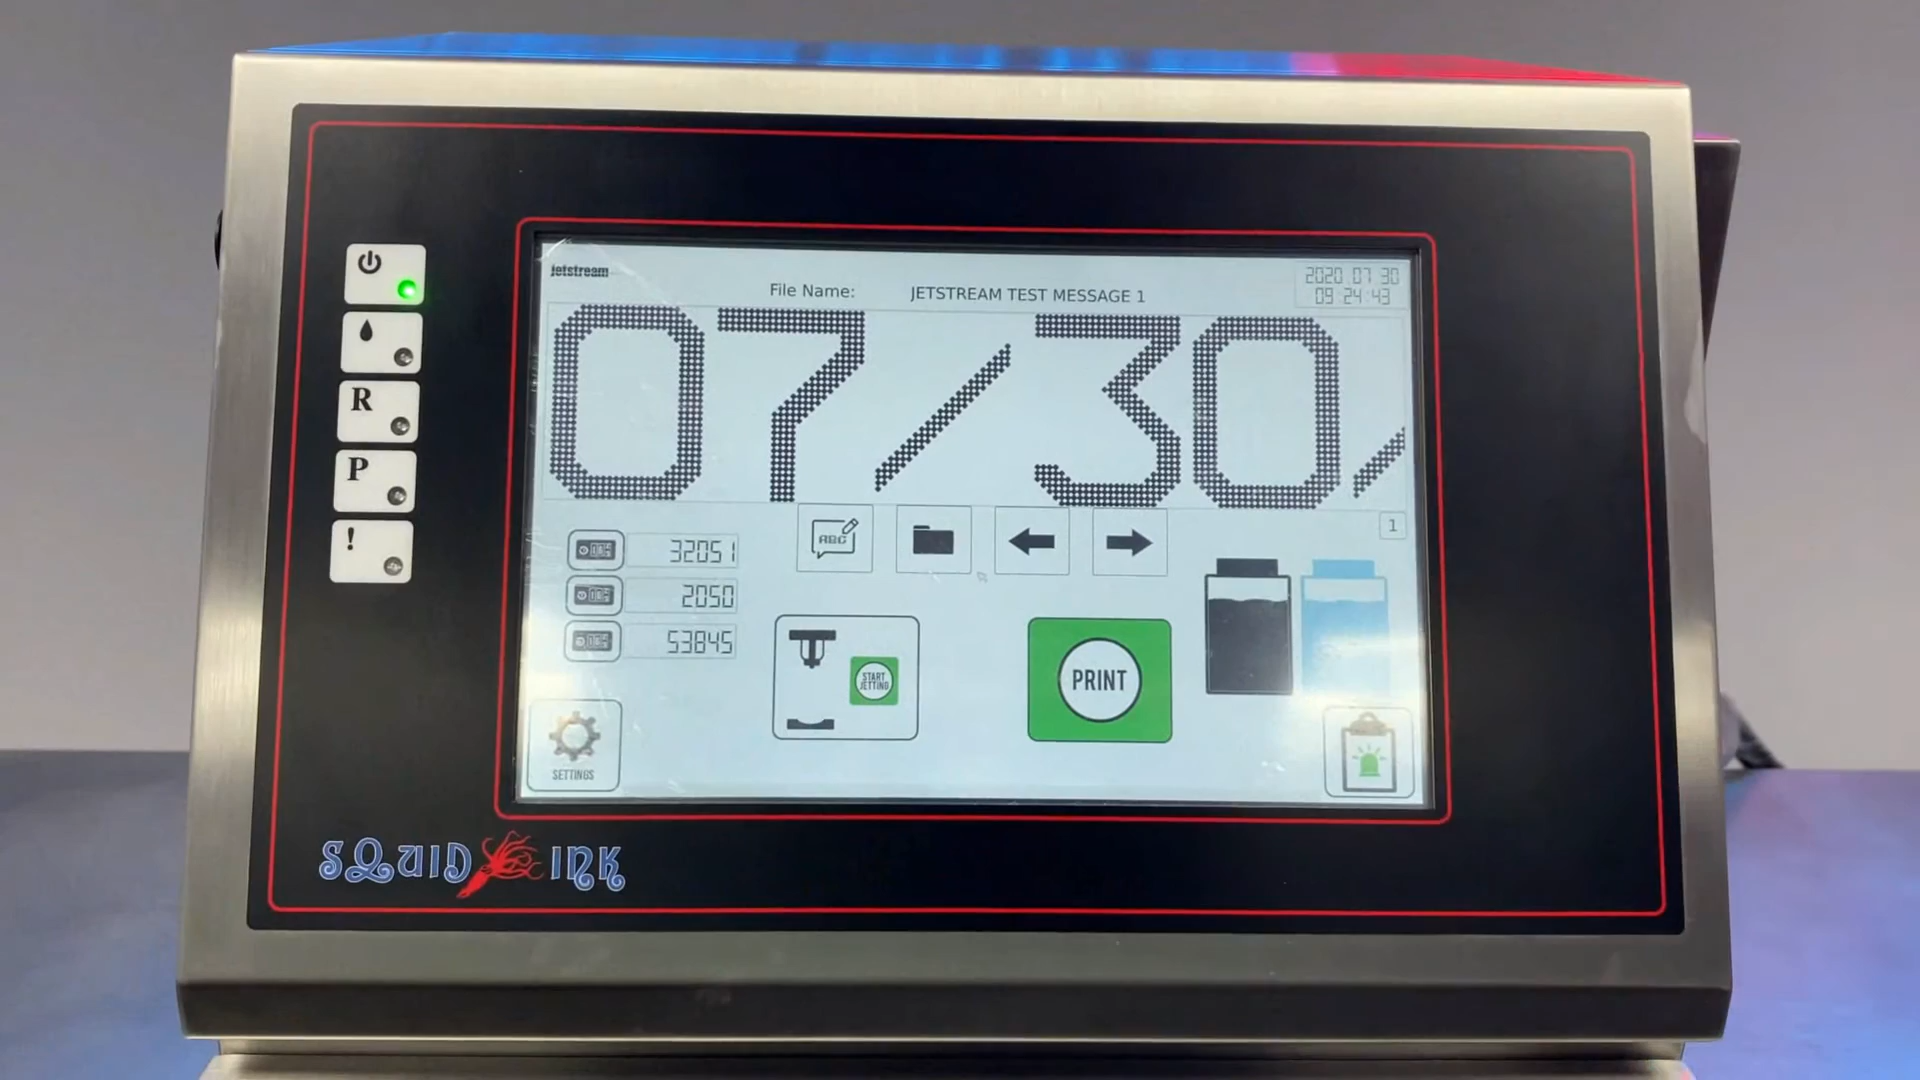 jetstream
File Name: JETSTREAM TEST MESSAGE 1
2020 07 30
09:24:43
07/30/
R
P
!
ABC
1
32051
2050
53845
START
JETTING
PRINT
SETTINGS
SQUID INK